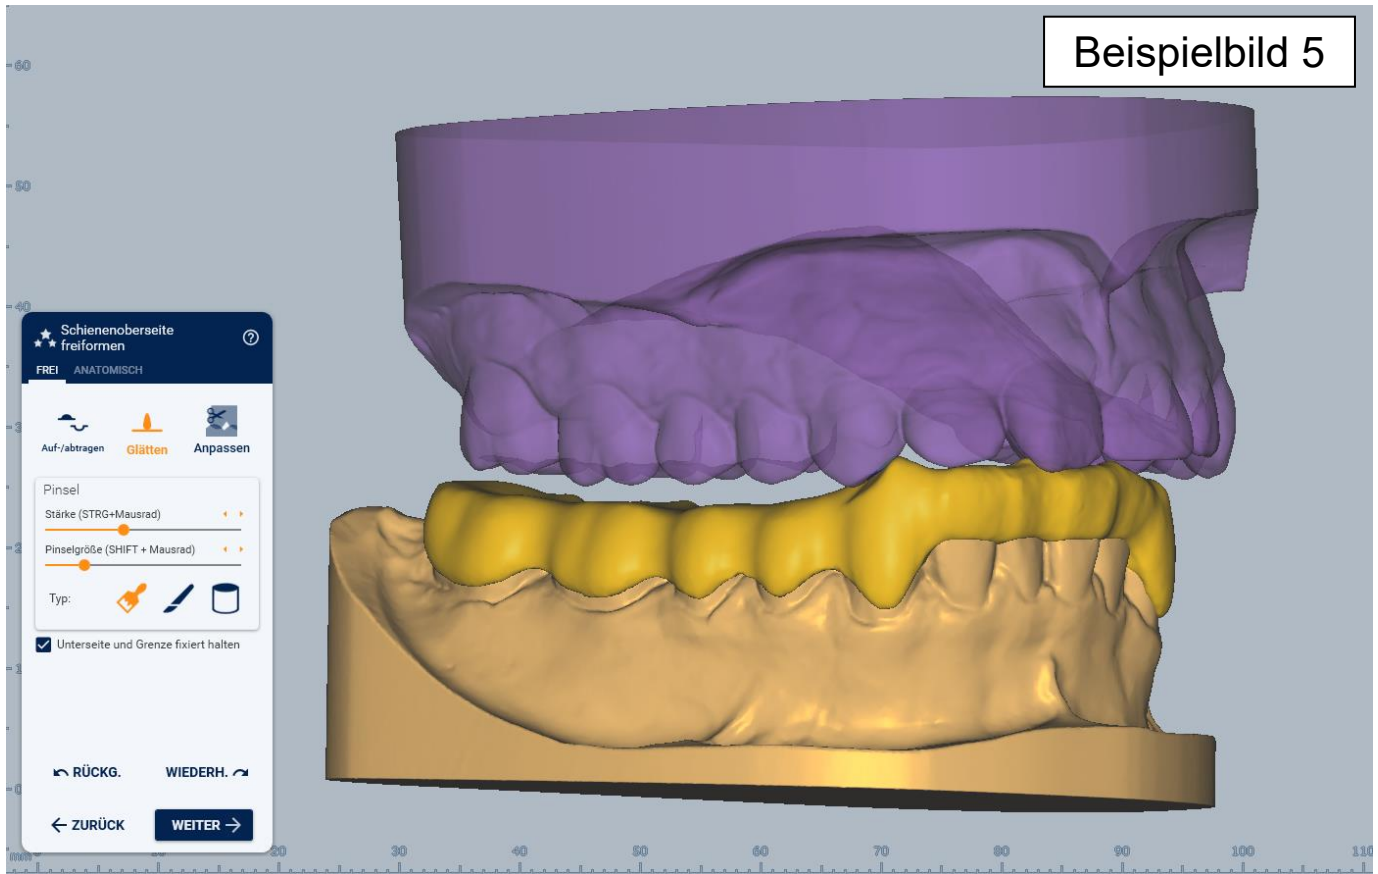 Beispielbild 5
60
50
40
Schienenoberseite
freiformen
FREI ANATOMISCH
Auf-/abtragen Glätten Anpassen
Pinsel
Stärke (STRG+Mausrad)
Pinselgröße (SHIFT + Mausrad)
Typ:
Unterseite und Grenze fixiert halten
RÜCKG. WIEDERH.
ZURÜCK WEITER
mm 20 30 40 50 60 70 80 90 100 110